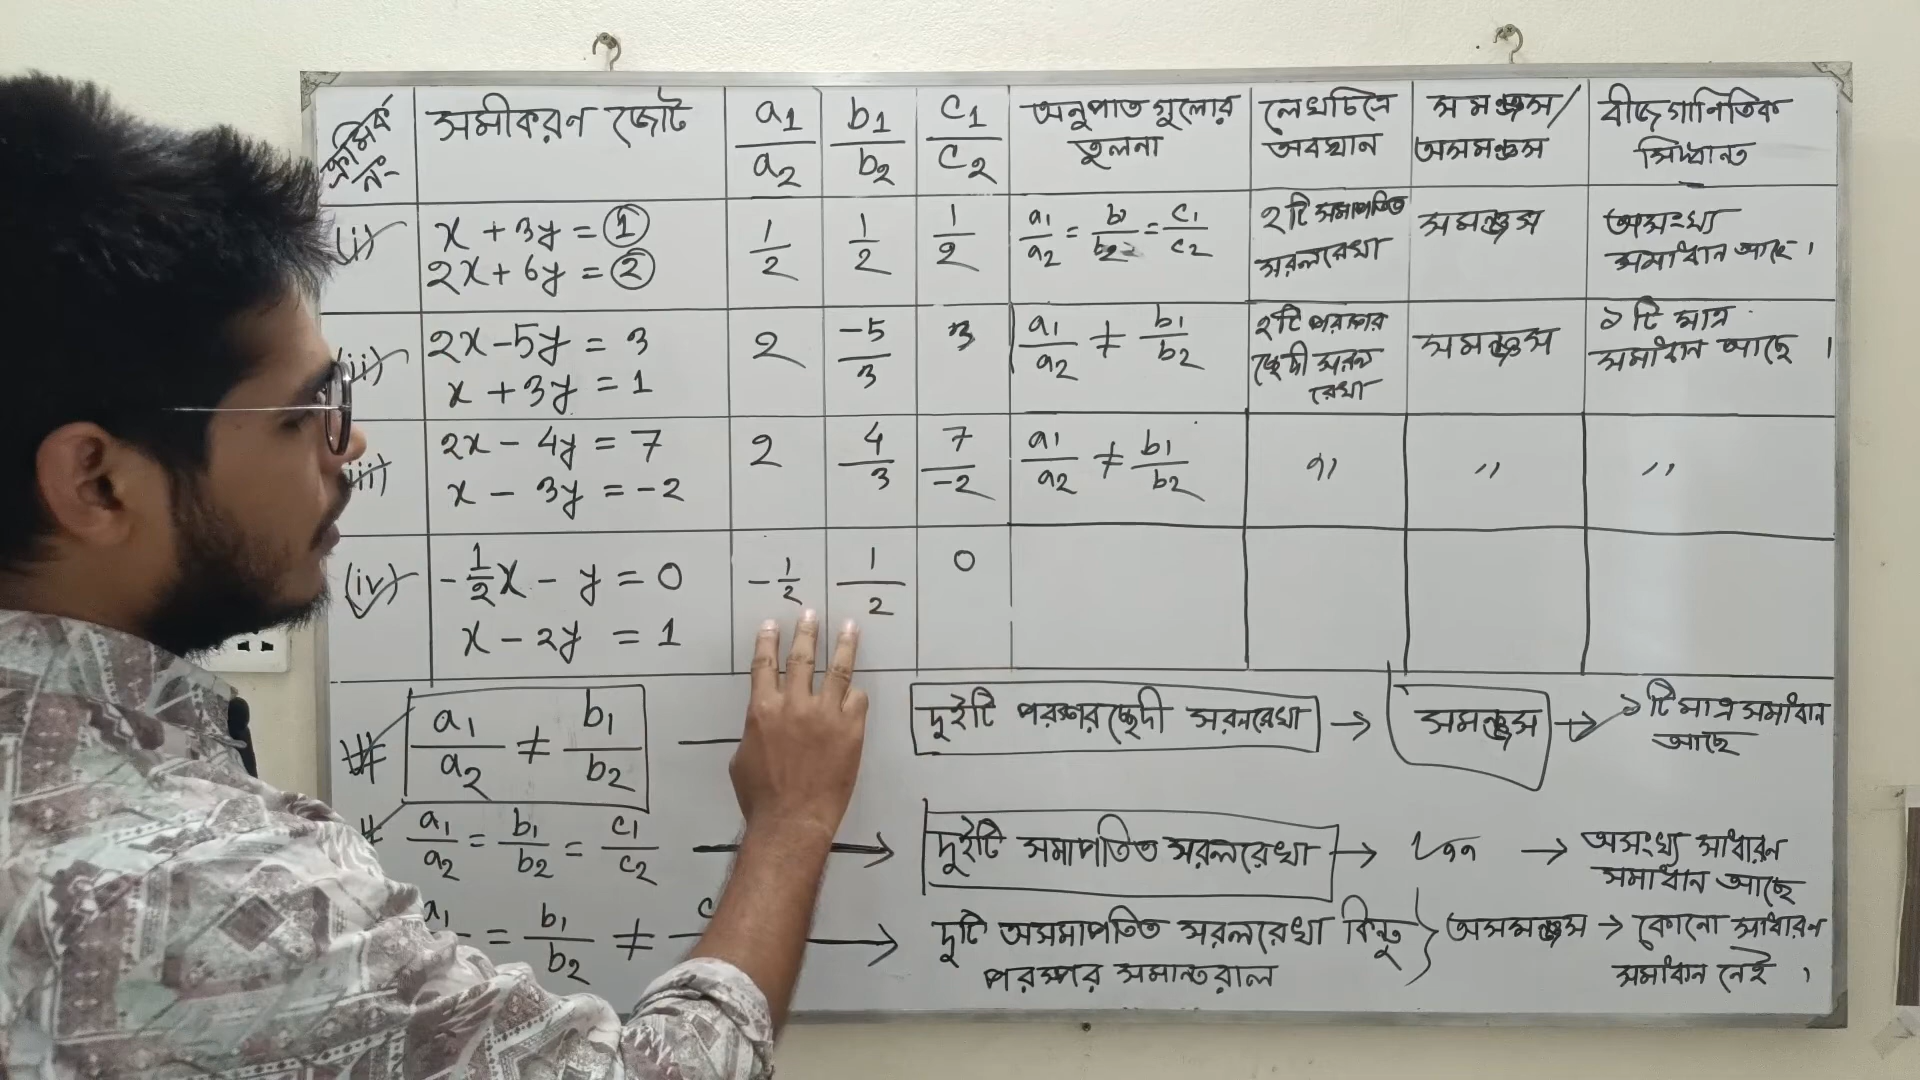 ক্রমিক নং- সমীকরণ জোট a₁/a₂ b₁/b₂ c₁/c₂ অনুপাত গুলোর তুলনা লেখচিত্রে অবস্থান সমঞ্জস/অসমঞ্জস বীজগাণিতিক সিদ্ধান্ত
(i) x + 3y = 1
2x + 6y = 2
1/2 1/2 1/2 a₁/a₂ = b₁/b₂ = c₁/c₂
২টি সমাপতিত
সরলরেখা
সমঞ্জস
অসংখ্য
সমাধান আছে।
(ii) 2x - 5y = 3
x + 3y = 1
2 -5/3 3 a₁/a₂ ≠ b₁/b₂
২টি পরস্পর
ছেদী সরল
রেখা
সমঞ্জস
১টি মাত্র
সমাধান আছে।
(iii) 2x - 4y = 7
x - 3y = -2
2 4/3 7/-2 a₁/a₂ ≠ b₁/b₂ " " "
(iv) -1/2x - y = 0
x - 2y = 1
-1/2 1/2 0
# a₁/a₂ ≠ b₁/b₂ দুইটি পরস্পরছেদী সরলরেখা → সমঞ্জস → ১টি মাত্র সমাধান
আছে
a₁/a₂ = b₁/b₂ = c₁/c₂ → দুইটি সমাপতিত সরলরেখা → → অসংখ্য সাধারন
সমাধান আছে
= b₁/b₂ ≠ → দুটি অসমাপতিত সরলরেখা কিন্তু } অসমঞ্জস → কোনো সাধারন
পরস্পর সমান্তরাল
সমাধান নেই।